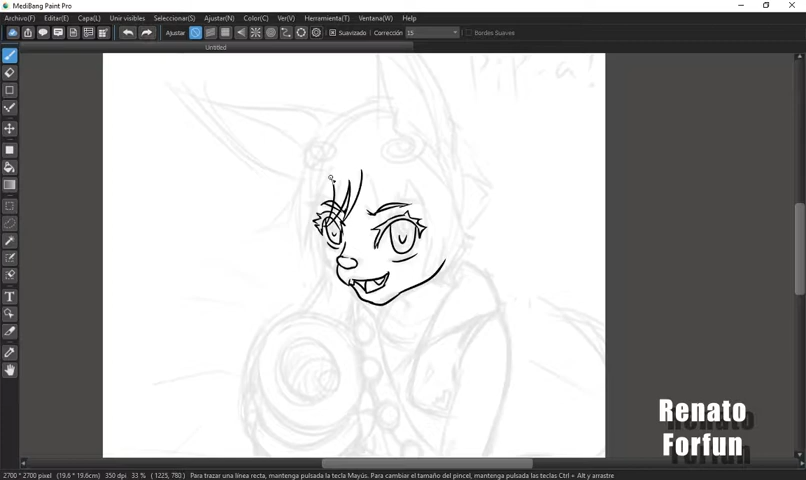 MediBang Paint Pro
Archivo(F) Editar(E) Capa(L) Unir visibles Seleccionar(S) Ajustar(N) Color(C) Ver(V) Herramienta(T) Ventana(W) Help
Ajustar Suavizado Corrección 15 Bordes Suaves
Untitled
Renato
Forfun
2700 * 2700 pixel (19.6 * 19.6cm) 350 dpi 33 % ( 1225, 780 ) Para trazar una línea recta, mantenga pulsada la tecla Mayús. Para cambiar el tamaño del pincel, mantenga pulsadas las teclas Ctrl + Alt y arrastre